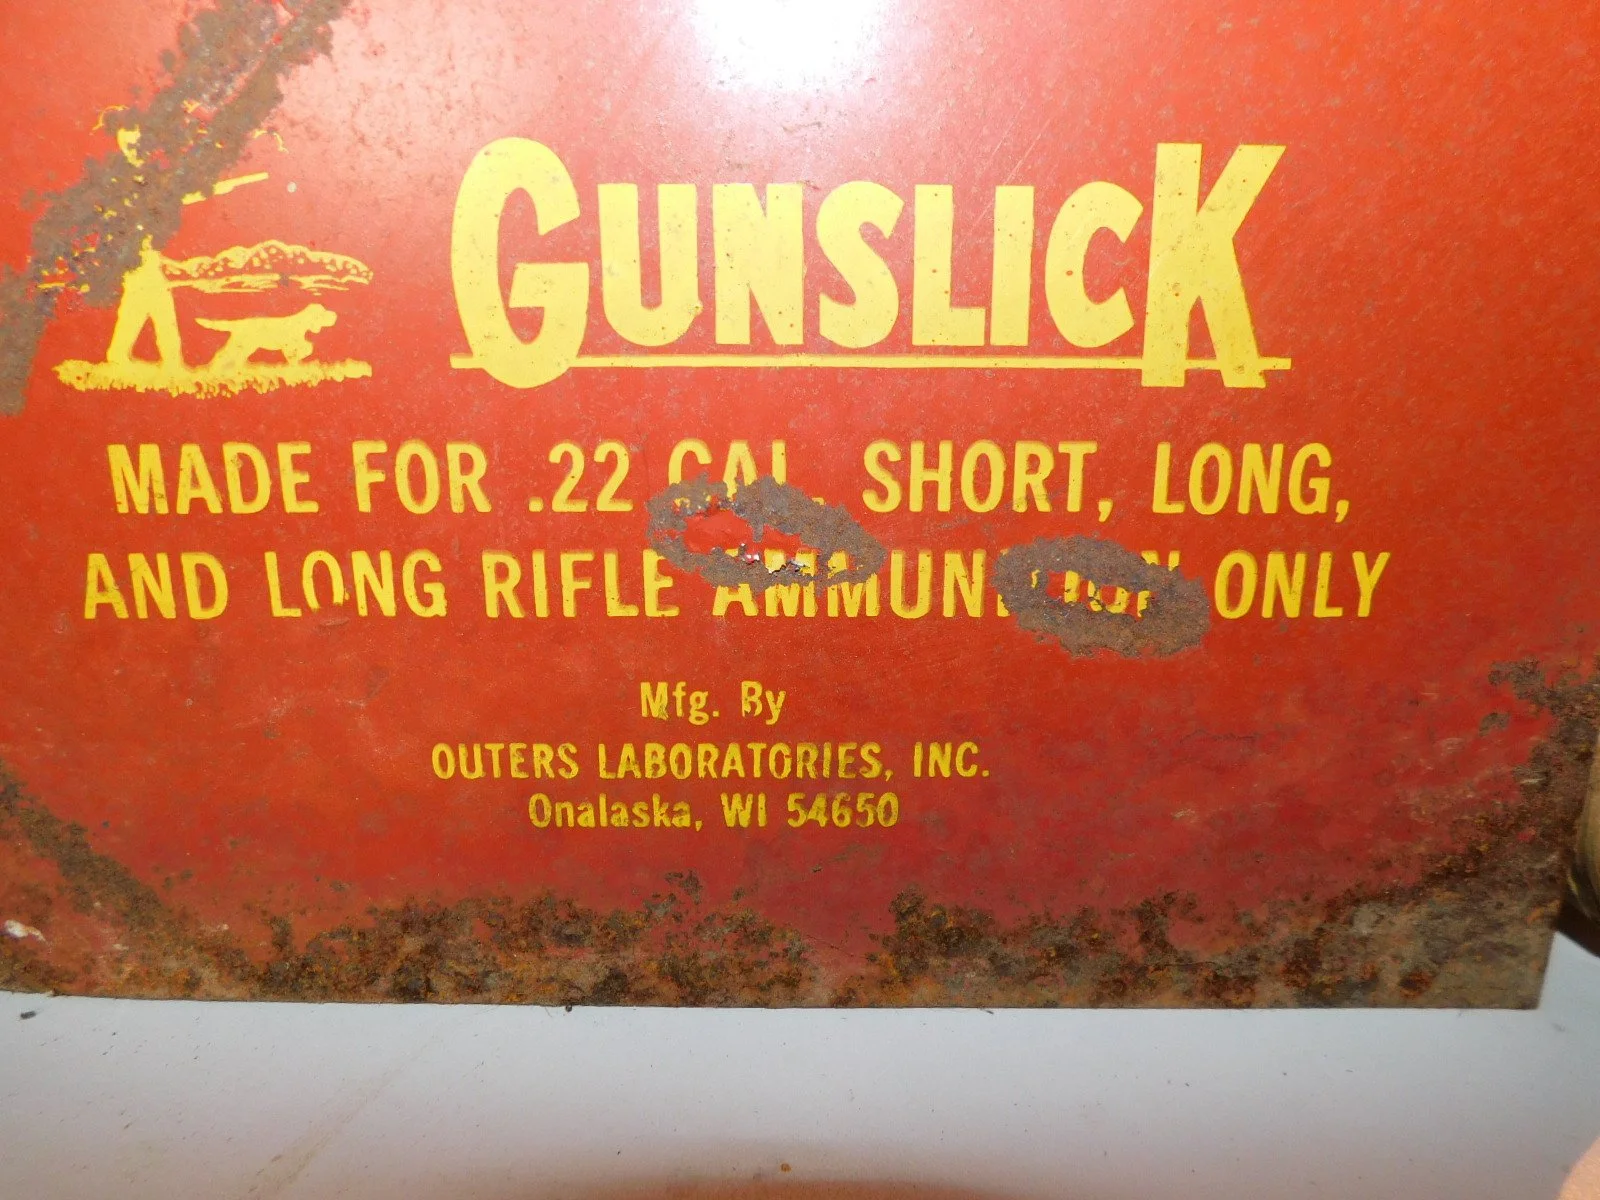 GUNSLICK
MADE FOR .22 CAL. SHORT, LONG,
AND LONG RIFLE AMMUNITION ONLY
Mfg. By
OUTERS LABORATORIES, INC.
Onalaska, WI 54650